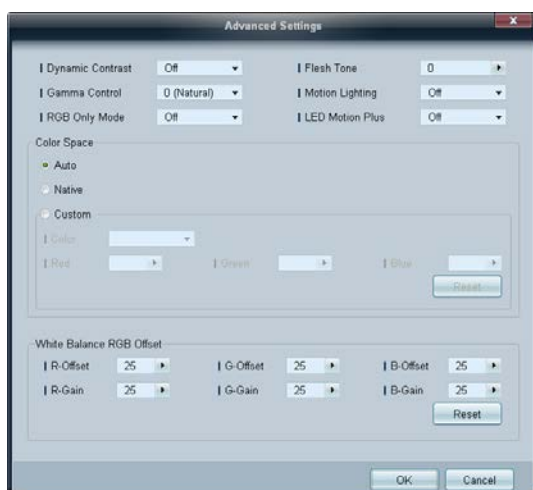 Advanced Settings
x
Dynamic Contrast Off Flesh Tone 0
Gamma Control 0 (Natural) Motion Lighting Off
RGB Only Mode Off LED Motion Plus Off
Color Space
Auto
Native
Custom
Color
Red Green Blue
Reset
White Balance RGB Offset
R-Offset 25 G-Offset 25 B-Offset 25
R-Gain 25 G-Gain 25 B-Gain 25
Reset
OK Cancel